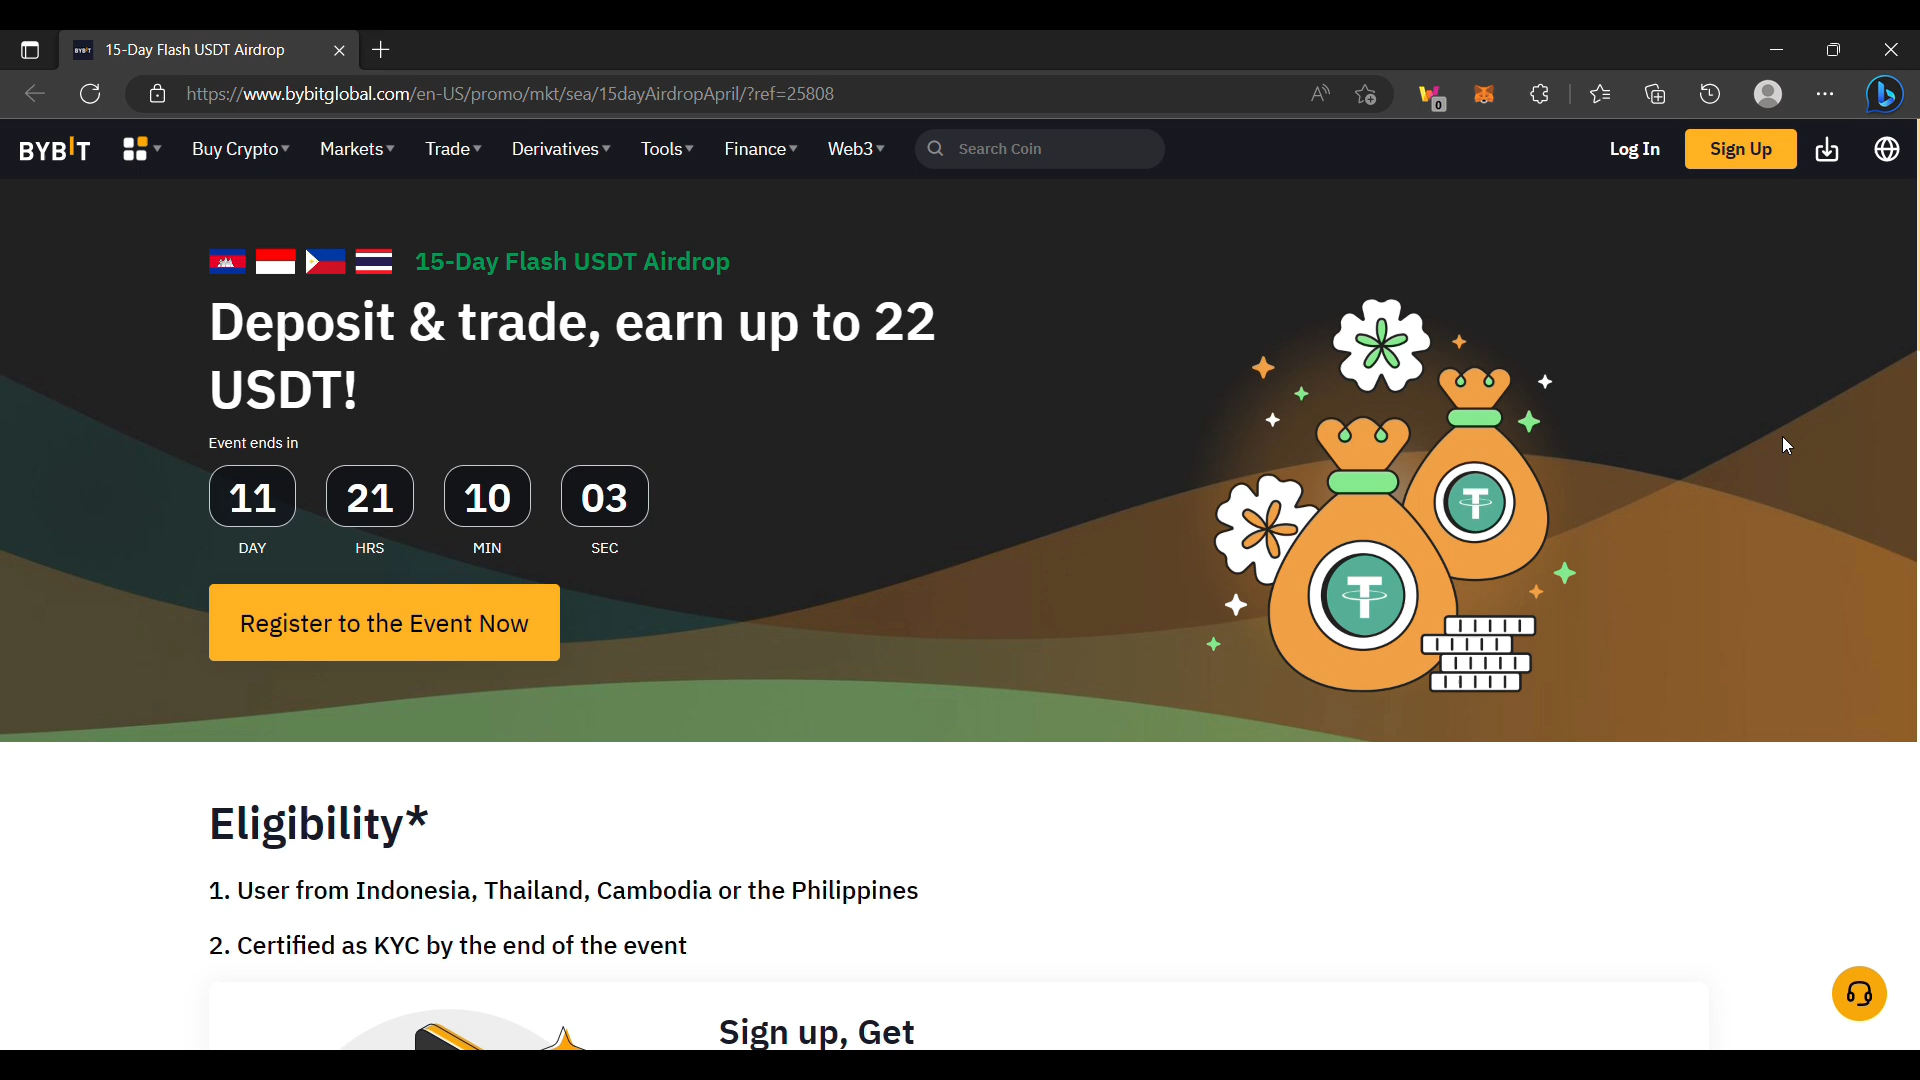 15-Day Flash USDT Airdrop
https://www.bybitglobal.com/en-US/promo/mkt/sea/15dayAirdropApril/?ref=25808
0
BYBIT
Buy Crypto
Markets
Trade
Derivatives
Tools
Finance
Web3
Search Coin
Log In
Sign Up
15-Day Flash USDT Airdrop
Deposit & trade, earn up to 22
USDT!
Event ends in
11 21 10 03
DAY HRS MIN SEC
Register to the Event Now
Eligibility*
1. User from Indonesia, Thailand, Cambodia or the Philippines
2. Certified as KYC by the end of the event
Sign up, Get